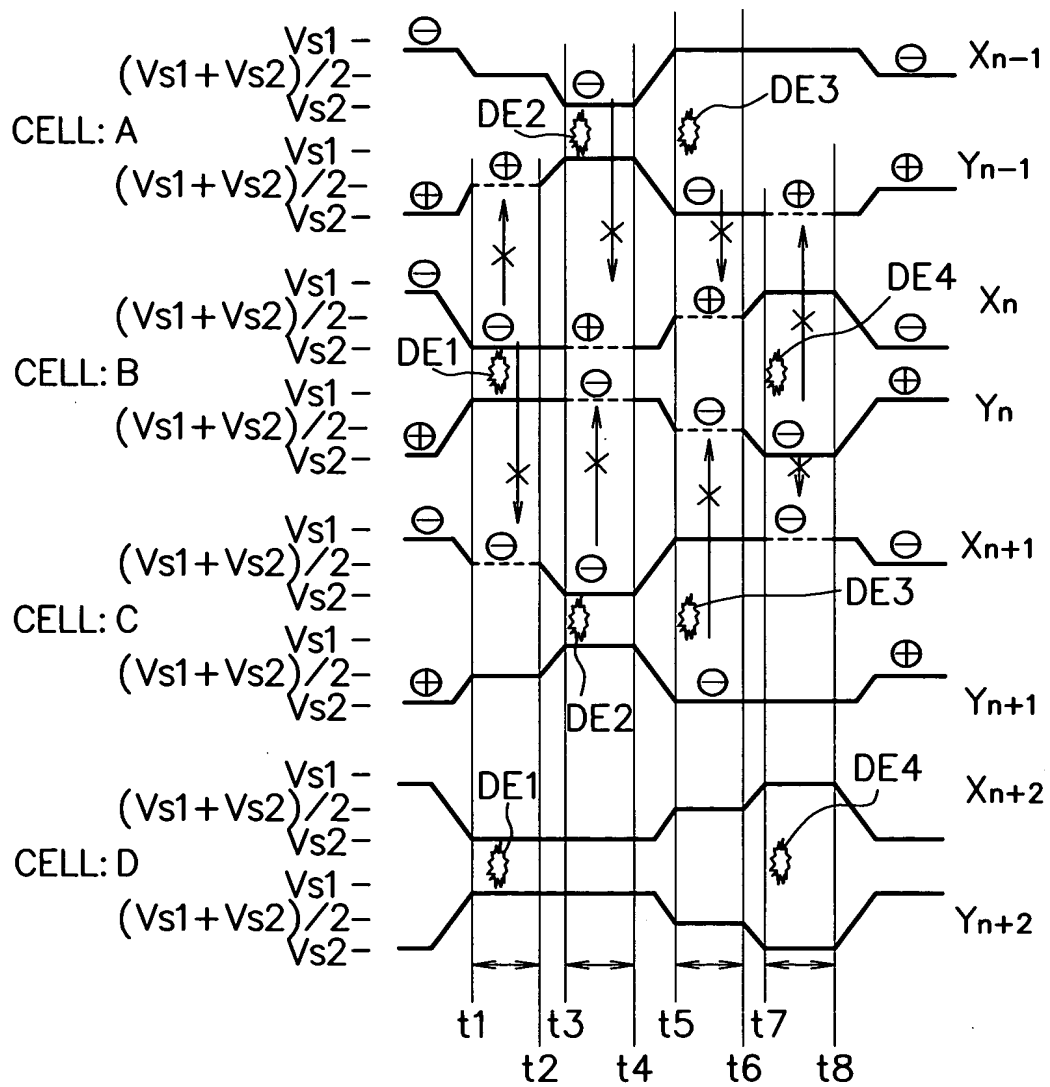 Vs1
(Vs1+Vs2)/2
Vs2
Xn-1
CELL: A
DE2
DE3
Vs1
(Vs1+Vs2)/2
Vs2
Yn-1
Vs1
(Vs1+Vs2)/2
Vs2
Xn
DE4
CELL: B
DE1
Vs1
(Vs1+Vs2)/2
Vs2
Yn
Vs1
(Vs1+Vs2)/2
Vs2
Xn+1
CELL: C
DE3
Vs1
(Vs1+Vs2)/2
Vs2
DE2
Yn+1
Vs1
(Vs1+Vs2)/2
Vs2
DE1
DE4
Xn+2
CELL: D
Vs1
(Vs1+Vs2)/2
Vs2
Yn+2
t1 t3 t5 t7
t2 t4 t6 t8